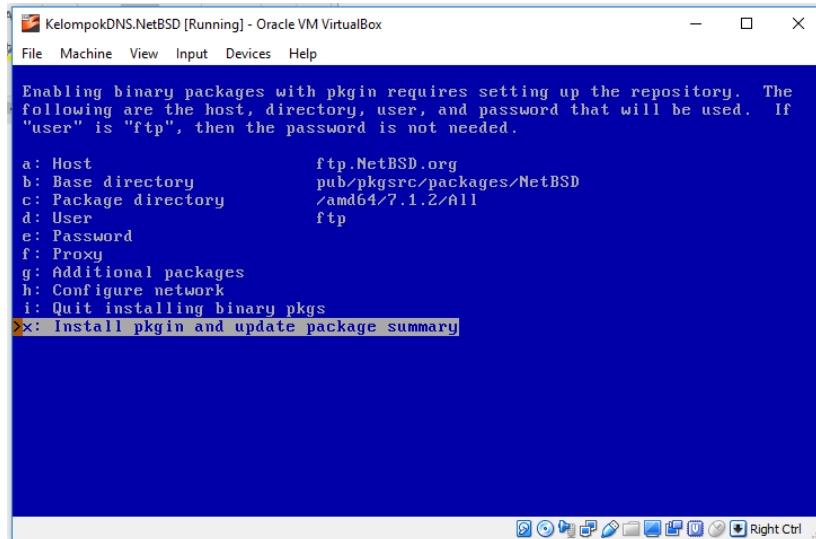 KelompokDNS.NetBSD [Running] - Oracle VM VirtualBox
File Machine View Input Devices Help
Enabling binary packages with pkgin requires setting up the repository. The
following are the host, directory, user, and password that will be used. If
"user" is "ftp", then the password is not needed.
a: Host ftp.NetBSD.org
b: Base directory pub/pkgsrc/packages/NetBSD
c: Package directory /amd64/7.1.2/All
d: User ftp
e: Password
f: Proxy
g: Additional packages
h: Configure network
i: Quit installing binary pkgs
>x: Install pkgin and update package summary
Right Ctrl